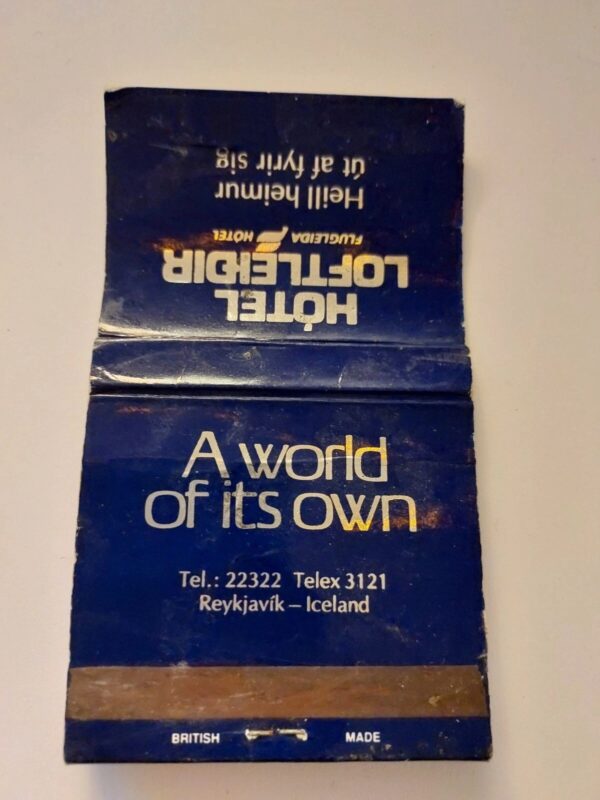 HÓTEL
LOFTLEIÐIR
FLUGLEIDA HÓTEL
Heill heimur
út af fyrir sig
A world
of its own
Tel.: 22322 Telex 3121
Reykjavík – Iceland
BRITISH MADE